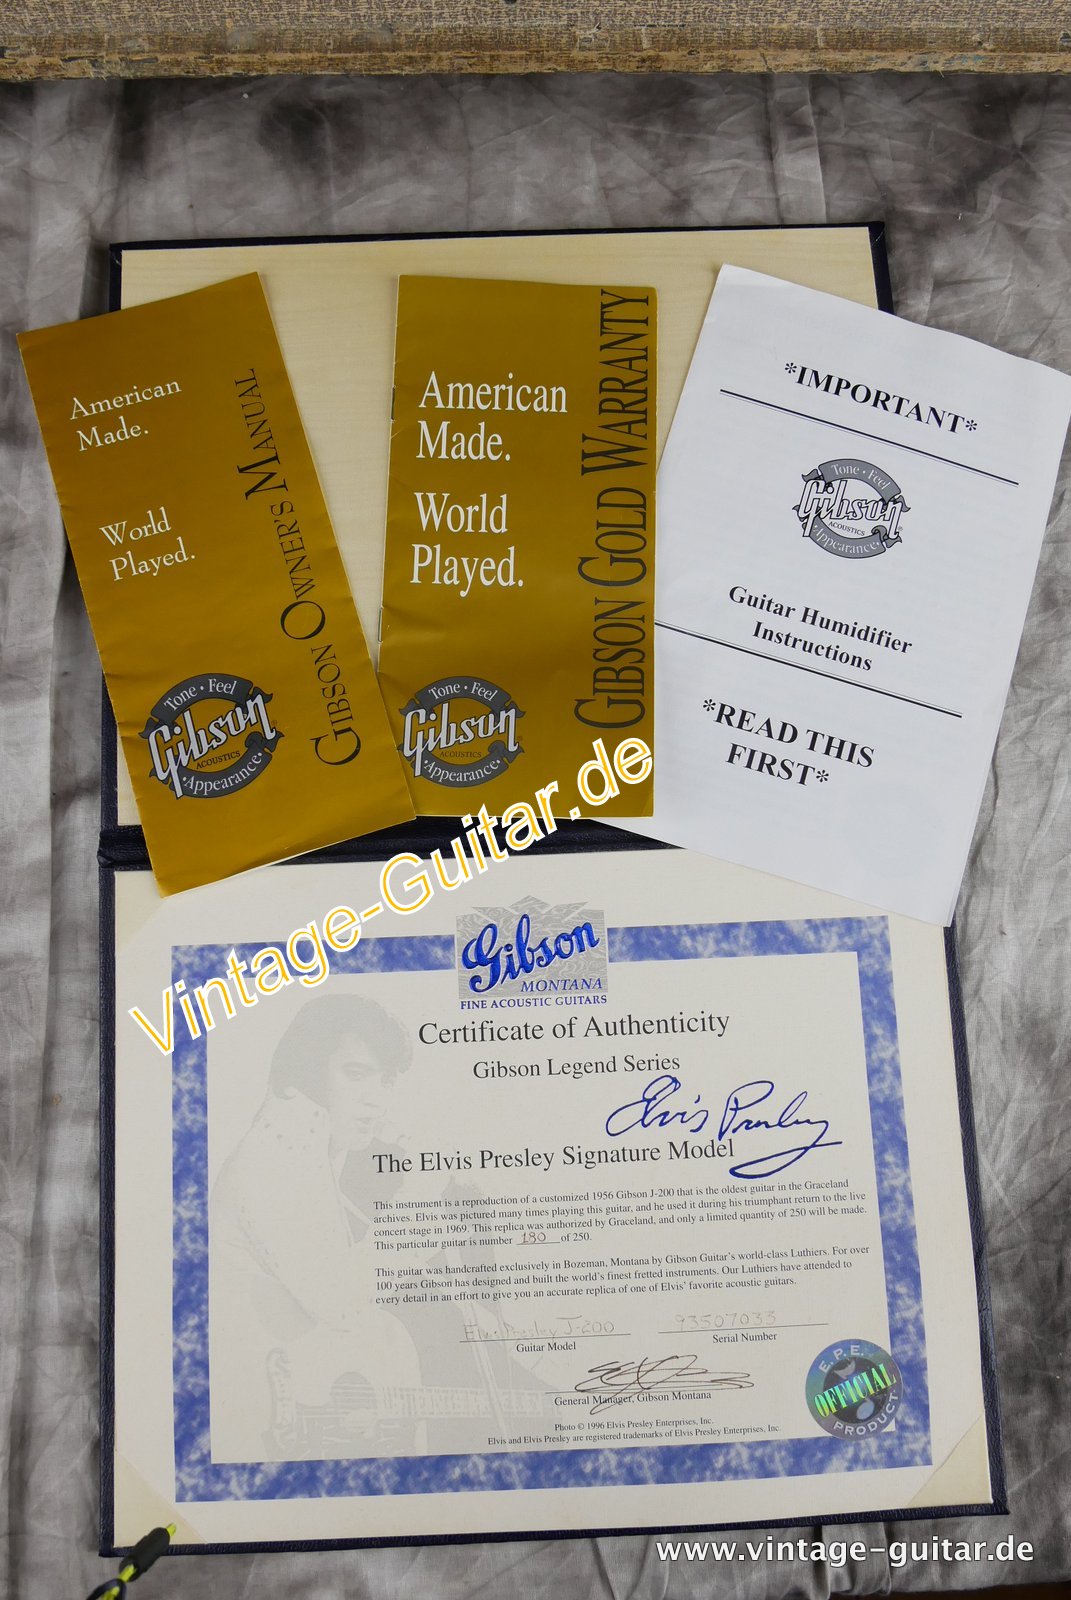 American
Made.
World
Played.
GIBSON OWNER'S MANUAL
Tone • Feel
Gibson
ACOUSTICS
•Appearance•
American
Made.
World
Played.
GIBSON GOLD WARRANTY
Tone • Feel
Gibson
ACOUSTICS
•Appearance•
*IMPORTANT*
Tone • Feel
Gibson
ACOUSTICS
•Appearance•
Guitar Humidifier
Instructions
*READ THIS
FIRST*
Vintage-Guitar.de
Gibson
MONTANA
FINE ACOUSTIC GUITARS
Certificate of Authenticity
Gibson Legend Series
Elvis Presley
The Elvis Presley Signature Model
This instrument is a reproduction of a customized 1956 Gibson J-200 that is the oldest guitar in the Graceland
archives. Elvis was pictured many times playing this guitar, and he used it during his triumphant return to the live
concert stage in 1969. This replica was authorized by Graceland, and only a limited quantity of 250 will be made.
This particular guitar is number 180 of 250.
This guitar was handcrafted exclusively in Bozeman, Montana by Gibson Guitar's world-class Luthiers. For over
100 years Gibson has designed and built the world's finest fretted instruments. Our Luthiers have attended to
every detail in an effort to give you an accurate replica of one of Elvis' favorite acoustic guitars.
Elvis Presley J-200 93507033
Guitar Model Serial Number
General Manager, Gibson Montana
Photo © 1996 Elvis Presley Enterprises, Inc.
Elvis and Elvis Presley are registered trademarks of Elvis Presley Enterprises, Inc.
E.P.E.
OFFICIAL
PRODUCT
www.vintage-guitar.de